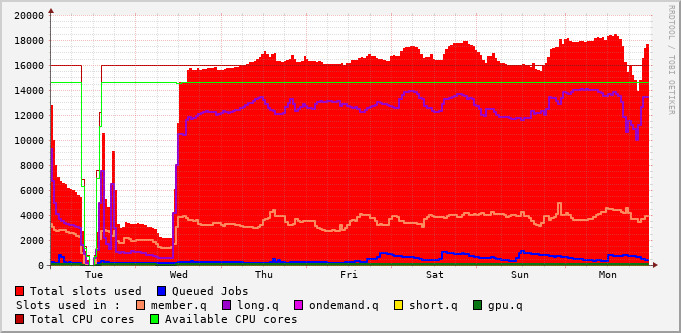 20000
18000
16000
14000
12000
10000
8000
6000
4000
2000
0
Tue Wed Thu Fri Sat Sun Mon
RRDTOOL / TOBI OETIKER
Total slots used Queued Jobs
Slots used in : member.q long.q ondemand.q short.q gpu.q
Total CPU cores Available CPU cores